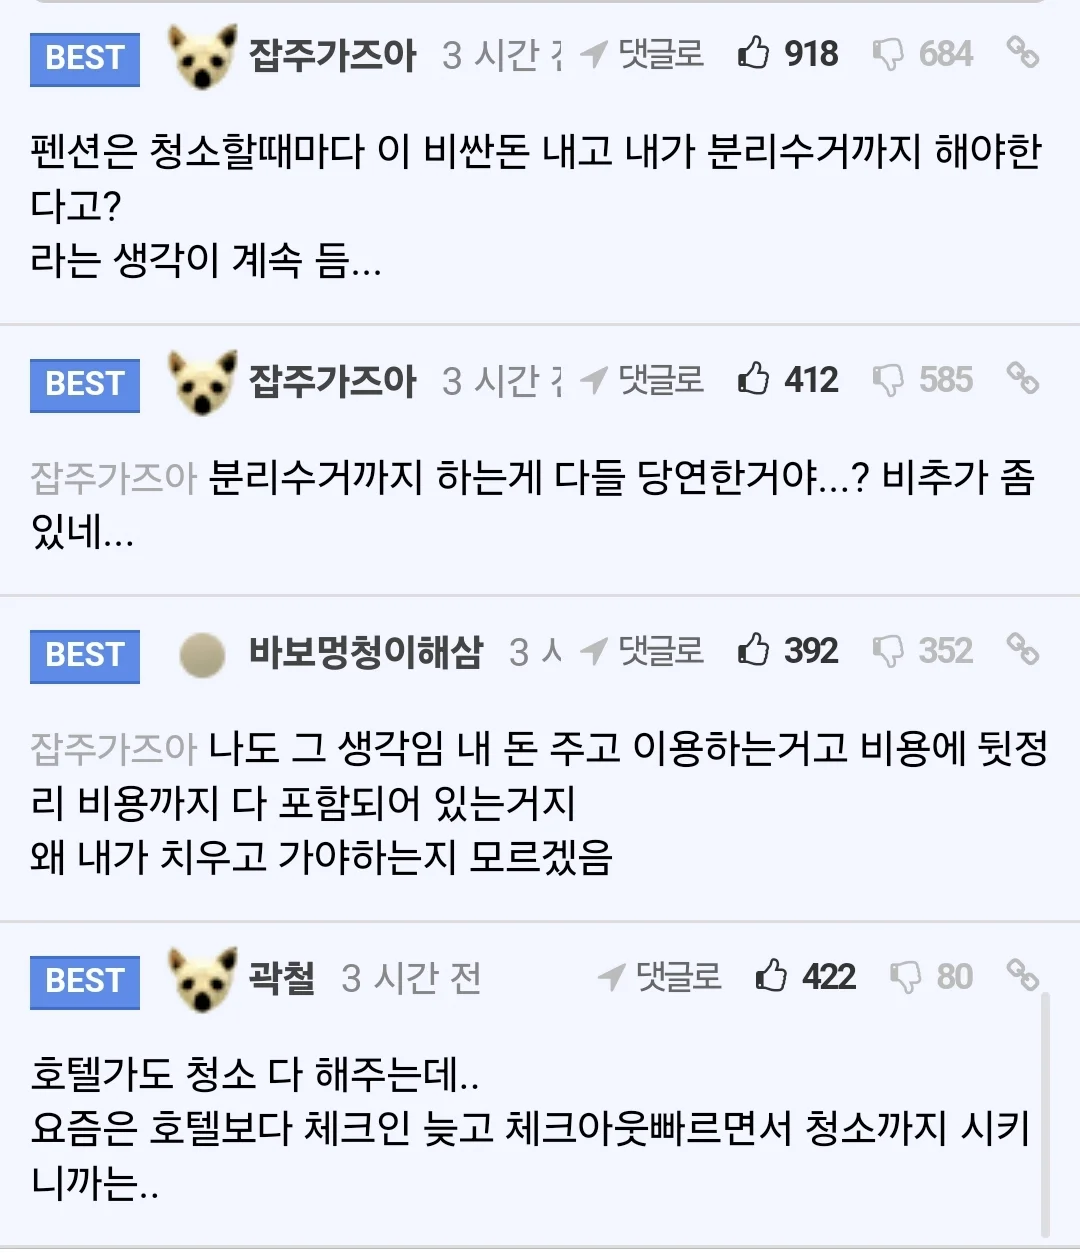 BEST 잡주가즈아 3 시간 댓글로 918 684
펜션은 청소할때마다 이 비싼돈 내고 내가 분리수거까지 해야한
다고?
라는 생각이 계속 듬...
BEST 잡주가즈아 3 시간 댓글로 412 585
잡주가즈아 분리수거까지 하는게 다들 당연한거야...? 비추가 좀
있네...
BEST 바보멍청이해삼 3 댓글로 392 352
잡주가즈아 나도 그 생각임 내 돈 주고 이용하는거고 비용에 뒷정
리 비용까지 다 포함되어 있는거지
왜 내가 치우고 가야하는지 모르겠음
BEST 곽철 3 시간 전 댓글로 422 80
호텔가도 청소 다 해주는데..
요즘은 호텔보다 체크인 늦고 체크아웃빠르면서 청소까지 시키
니까는..